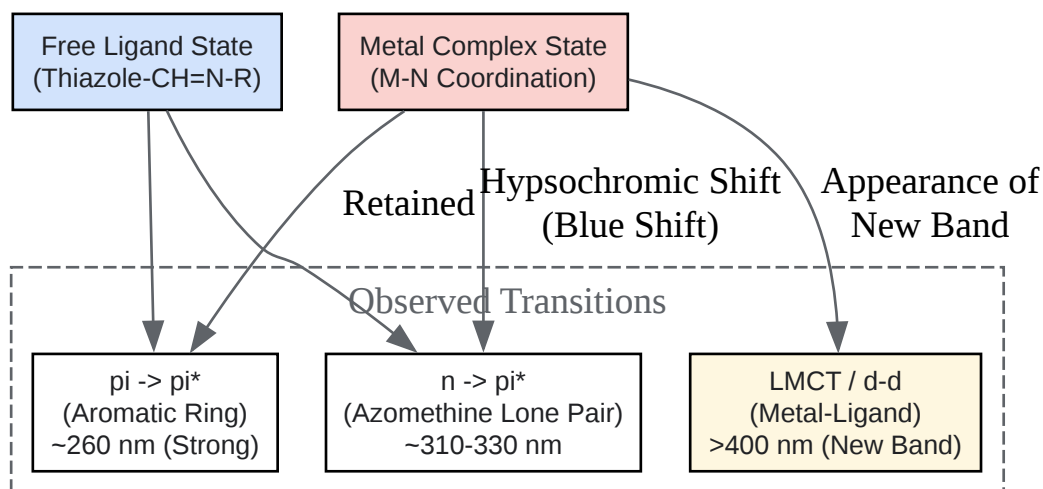 Free Ligand State
(Thiazole-CH=N-R)
Metal Complex State
(M-N Coordination)
Retained
Hypsochromic Shift
(Blue Shift)
Appearance of
New Band
Observed Transitions
pi -> pi*
(Aromatic Ring)
~260 nm (Strong)
n -> pi*
(Azomethine Lone Pair)
~310-330 nm
LMCT / d-d
(Metal-Ligand)
>400 nm (New Band)